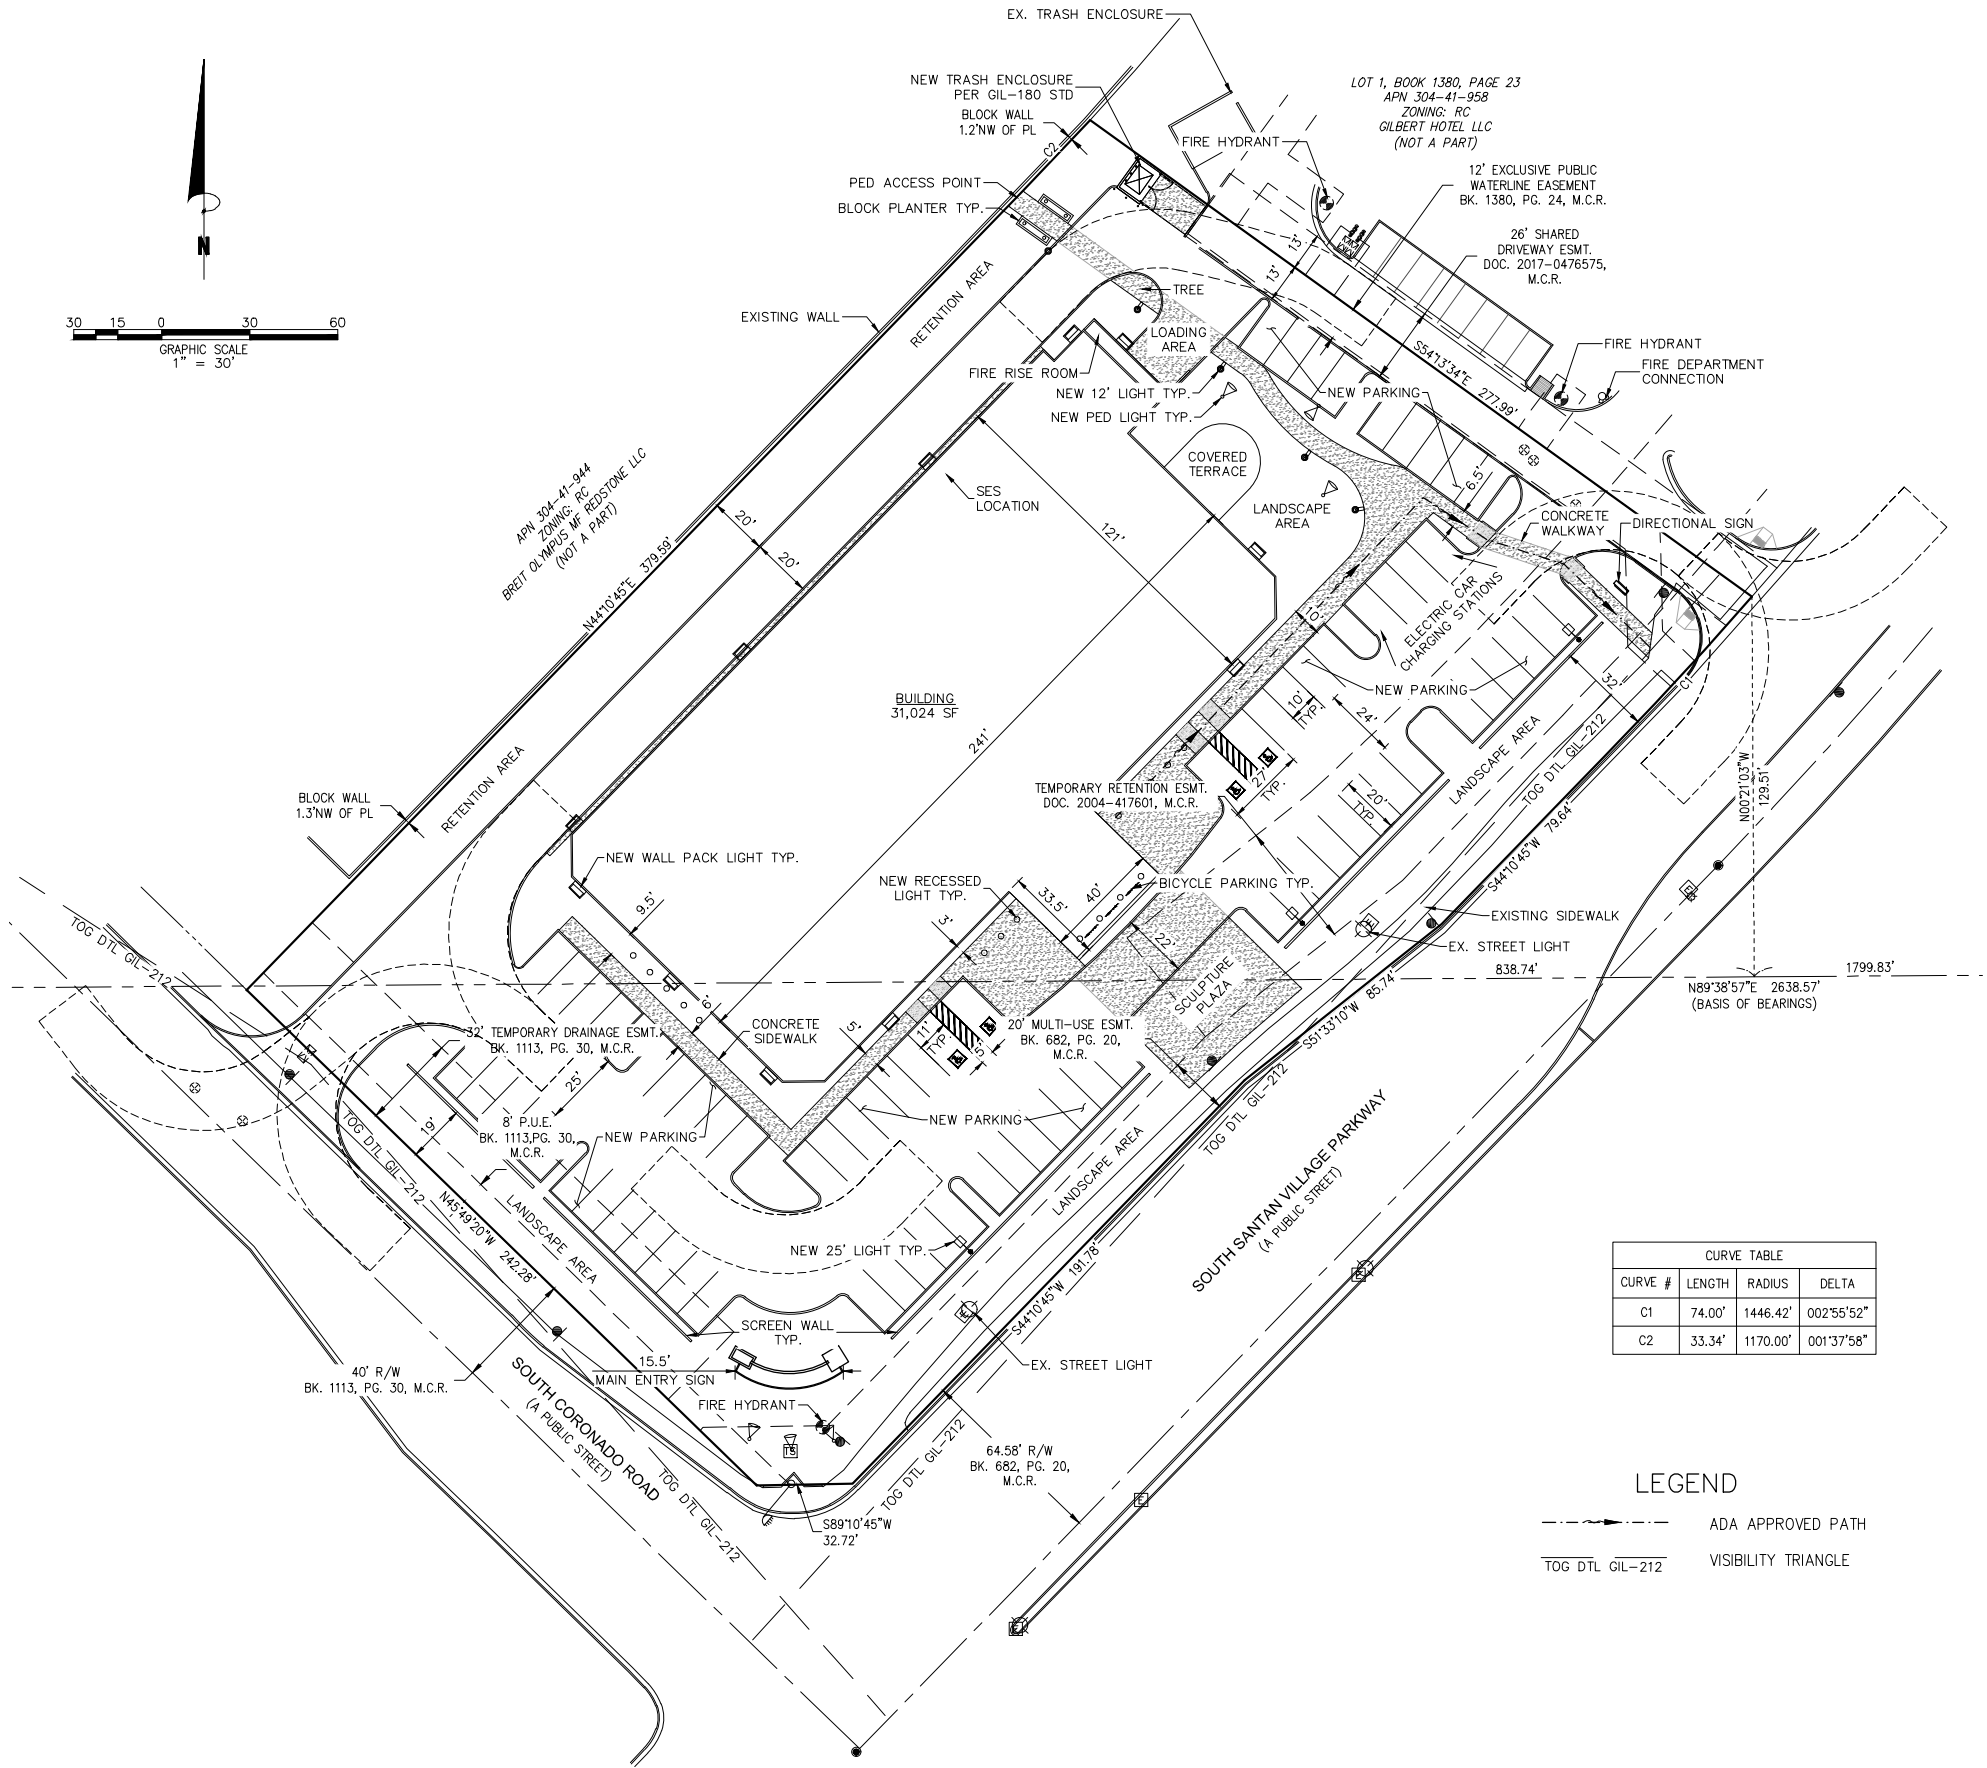 EX. TRASH ENCLOSURE
NEW TRASH ENCLOSURE
PER GIL-180 STD
BLOCK WALL
1.2'NW OF PL
C2
LOT 1, BOOK 1380, PAGE 23
APN 304-41-958
ZONING: RC
GILBERT HOTEL LLC
(NOT A PART)
FIRE HYDRANT
12' EXCLUSIVE PUBLIC
WATERLINE EASEMENT
BK. 1380, PG. 24, M.C.R.
PED ACCESS POINT
BLOCK PLANTER TYP.
26' SHARED
DRIVEWAY ESMT.
DOC. 2017-0476575,
M.C.R.
13'
13'
N
30 15 0 30 60
GRAPHIC SCALE
1" = 30'
EXISTING WALL
RETENTION AREA
TREE
LOADING
AREA
FIRE RISE ROOM
NEW 12' LIGHT TYP.
NEW PED LIGHT TYP.
NEW PARKING
S54°13'34"E 277.99'
FIRE HYDRANT
FIRE DEPARTMENT
CONNECTION
COVERED
TERRACE
SES
LOCATION
LANDSCAPE
AREA
6.5'
CONCRETE
WALKWAY
DIRECTIONAL SIGN
APN 304-41-944
ZONING: RC
BREIT OLYMPUS MF REDSTONE LLC
(NOT A PART)
N44°10'45"E 379.59'
20'
20'
121'
10'
ELECTRIC CAR
CHARGING STATIONS
NEW PARKING
32'
C1
BUILDING
31,024 SF
241'
10'
TYP.
24'
LANDSCAPE AREA
TOG DTL GIL-212
N00°21'03"W
129.51'
RETENTION AREA
BLOCK WALL
1.3'NW OF PL
TEMPORARY RETENTION ESMT.
DOC. 2004-417601, M.C.R.
27'
TYP.
20'
TYP.
S44°10'45"W 79.64'
NEW WALL PACK LIGHT TYP.
NEW RECESSED
LIGHT TYP.
33.5'
40'
BICYCLE PARKING TYP.
9.5'
3'
22'
EXISTING SIDEWALK
EX. STREET LIGHT
TOG DTL GIL-212
838.74'
1799.83'
N89°38'57"E 2638.57'
(BASIS OF BEARINGS)
SCULPTURE
PLAZA
S51°33'10"W 85.74'
32' TEMPORARY DRAINAGE ESMT.
BK. 1113, PG. 30, M.C.R.
6'
CONCRETE
SIDEWALK
5'
11'
TYP.
5'
20' MULTI-USE ESMT.
BK. 682, PG. 20,
M.C.R.
TOG DTL GIL-212
25'
19'
8' P.U.E.
BK. 1113,PG. 30,
M.C.R.
NEW PARKING
NEW PARKING
TOG DTL GIL-212
N45°49'20"W 242.28'
LANDSCAPE AREA
LANDSCAPE AREA
SOUTH SANTAN VILLAGE PARKWAY
(A PUBLIC STREET)
NEW 25' LIGHT TYP.
S44°10'45"W 191.78'
SCREEN WALL
TYP.
15.5'
MAIN ENTRY SIGN
EX. STREET LIGHT
40' R/W
BK. 1113, PG. 30, M.C.R.
SOUTH CORONADO ROAD
(A PUBLIC STREET)
FIRE HYDRANT
TS
TOG DTL GIL-212
TOG DTL GIL-212
64.58' R/W
BK. 682, PG. 20,
M.C.R.
S89°10'45"W
32.72'
E
E
CURVE TABLE
CURVE # LENGTH RADIUS DELTA
C1 74.00' 1446.42' 002°55'52"
C2 33.34' 1170.00' 001°37'58"
LEGEND
ADA APPROVED PATH
TOG DTL GIL-212 VISIBILITY TRIANGLE